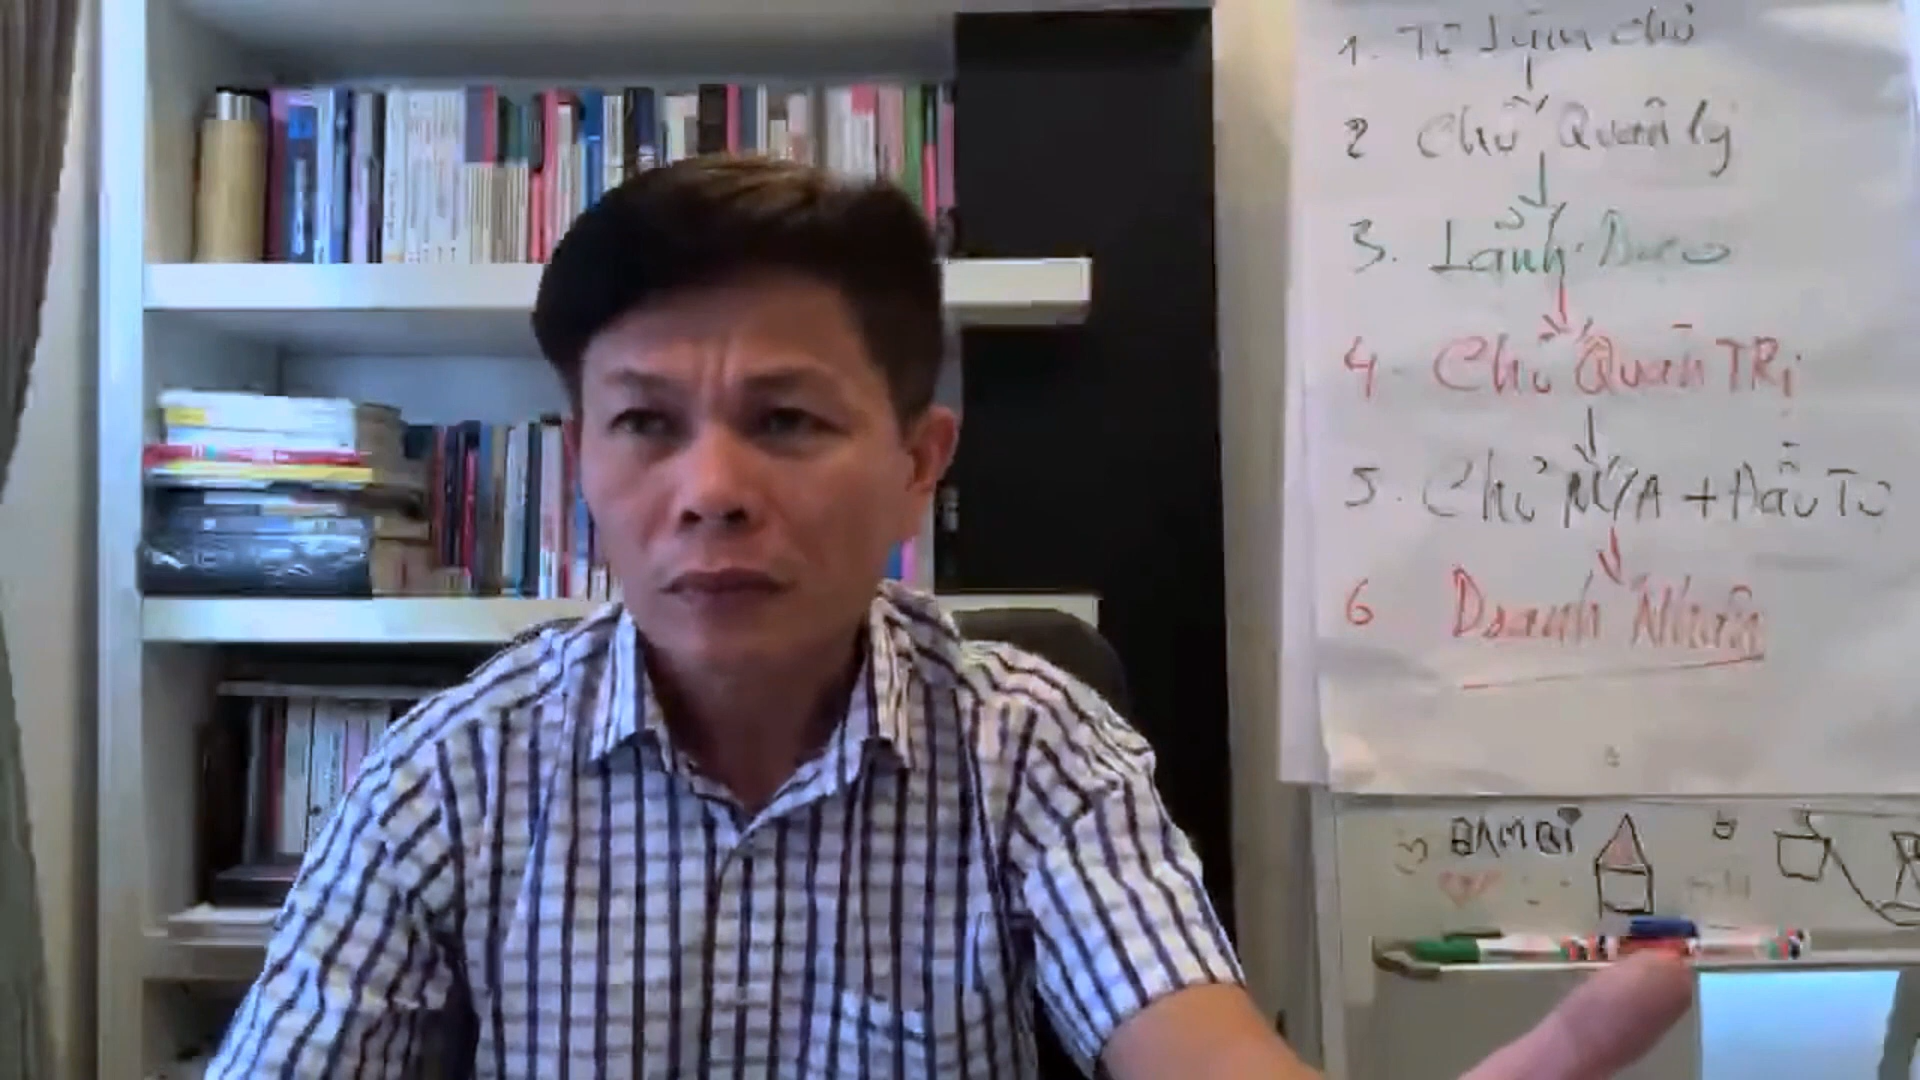 1. Tự Làm chủ
2 Chủ Quản lý
3. Lãnh Đạo
4. Chủ Quản TRị
5. Chủ M/A + Đầu Tư
6 Doanh Nhân
BAMBI